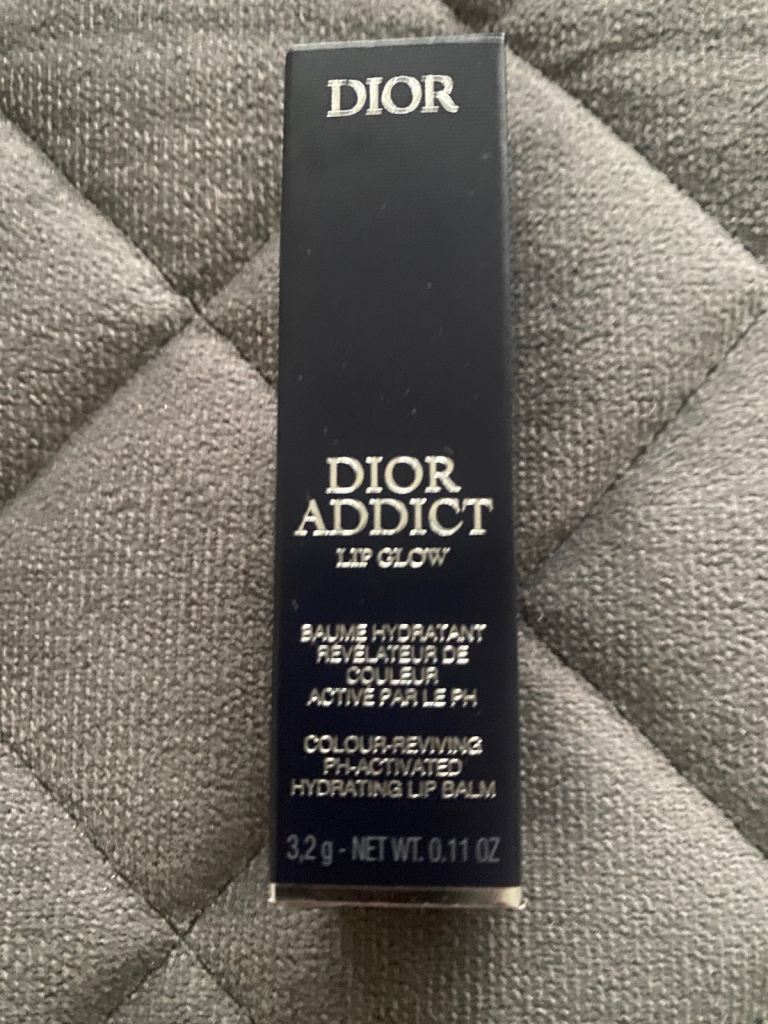 DIOR
DIOR
ADDICT
LIP GLOW
BAUME HYDRATANT
RÉVÉLATEUR DE
COULEUR
ACTIVÉ PAR LE PH
COLOUR-REVIVING
PH-ACTIVATED
HYDRATING LIP BALM
3,2 g - NET WT. 0.11 OZ